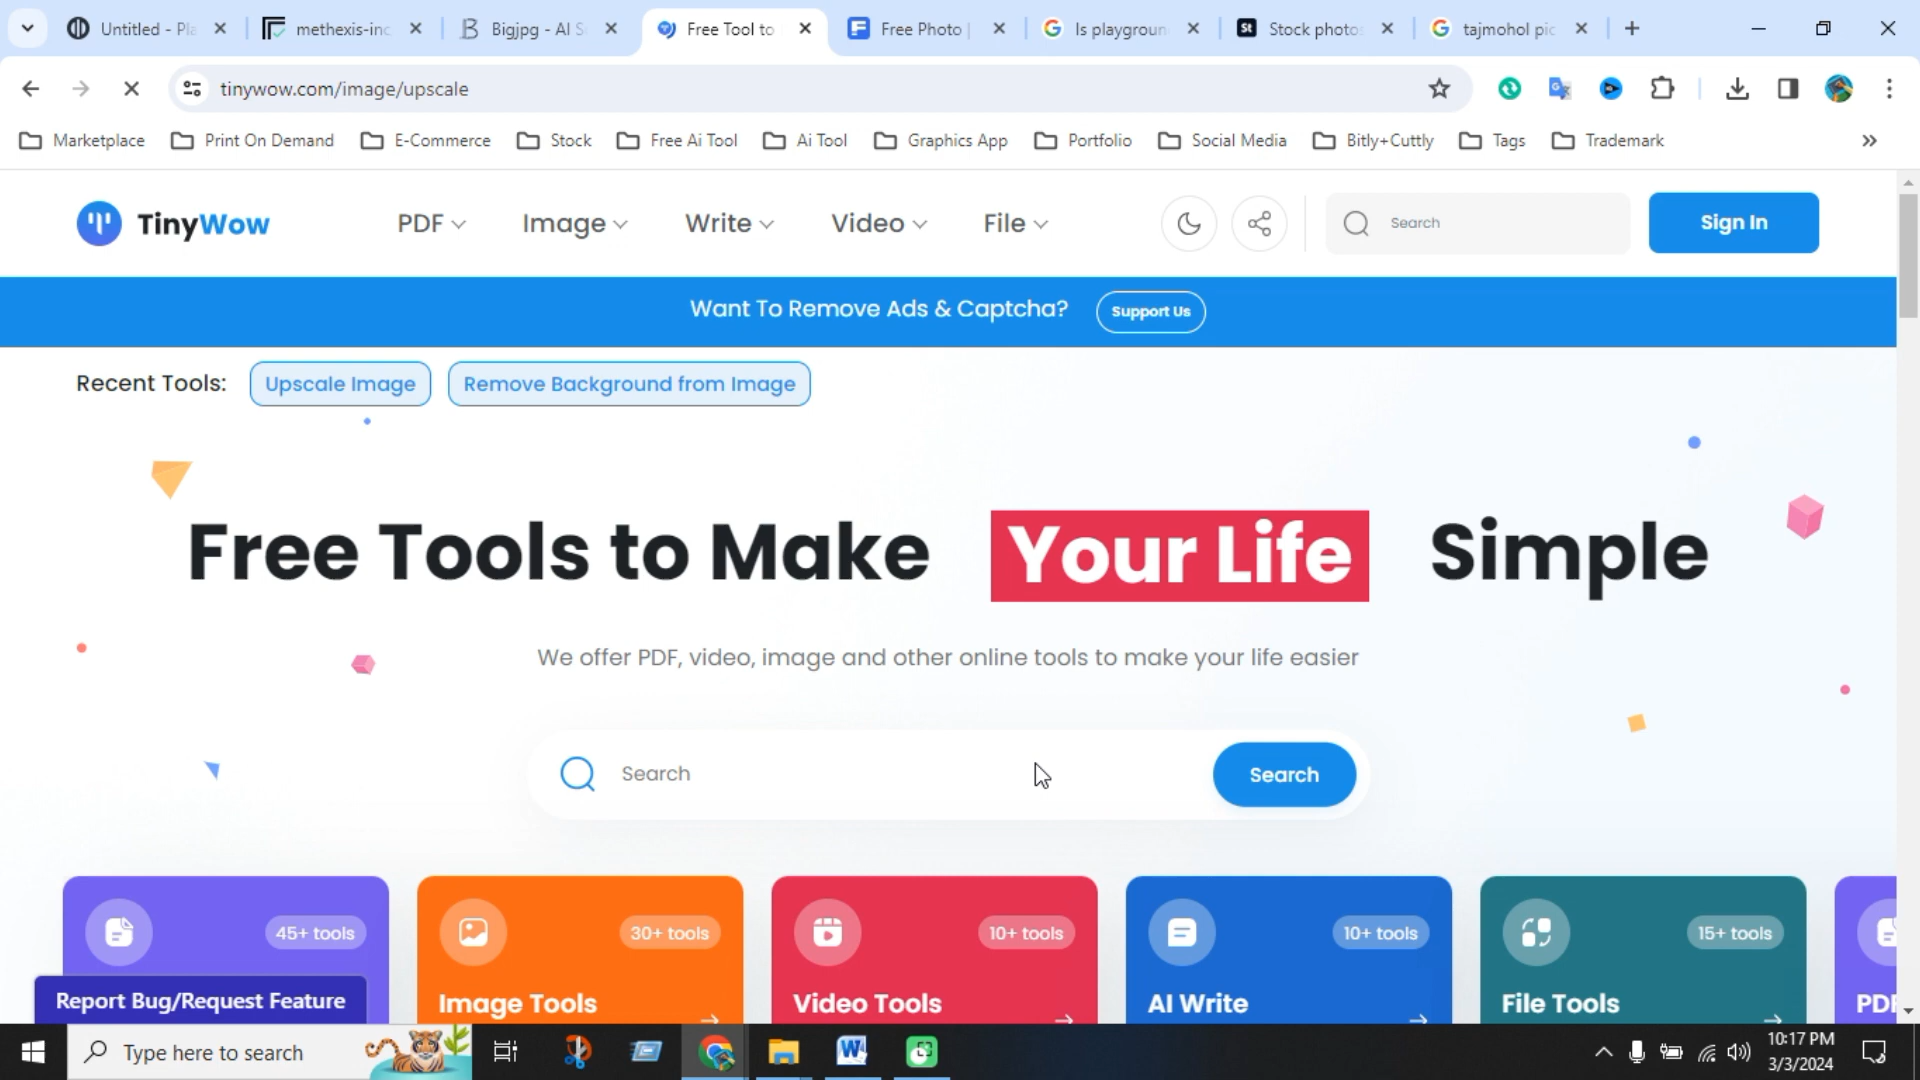 Untitled - Pla
methexis-inc
Bigjpg - AI S
Free Tool to
Free Photo |
Is playgroun
Stock photo
tajmohol pic
tinywow.com/image/upscale
Marketplace
Print On Demand
E-Commerce
Stock
Free Ai Tool
Ai Tool
Graphics App
Portfolio
Social Media
Bitly+Cuttly
Tags
Trademark
TinyWow
PDF
Image
Write
Video
File
Search
Sign In
Want To Remove Ads & Captcha?
Support Us
Recent Tools:
Upscale Image
Remove Background from Image
Free Tools to Make Your Life Simple
We offer PDF, video, image and other online tools to make your life easier
Search
Search
45+ tools
30+ tools
10+ tools
10+ tools
15+ tools
Report Bug/Request Feature
Image Tools
Video Tools
AI Write
File Tools
PDF
Type here to search
10:17 PM
3/3/2024